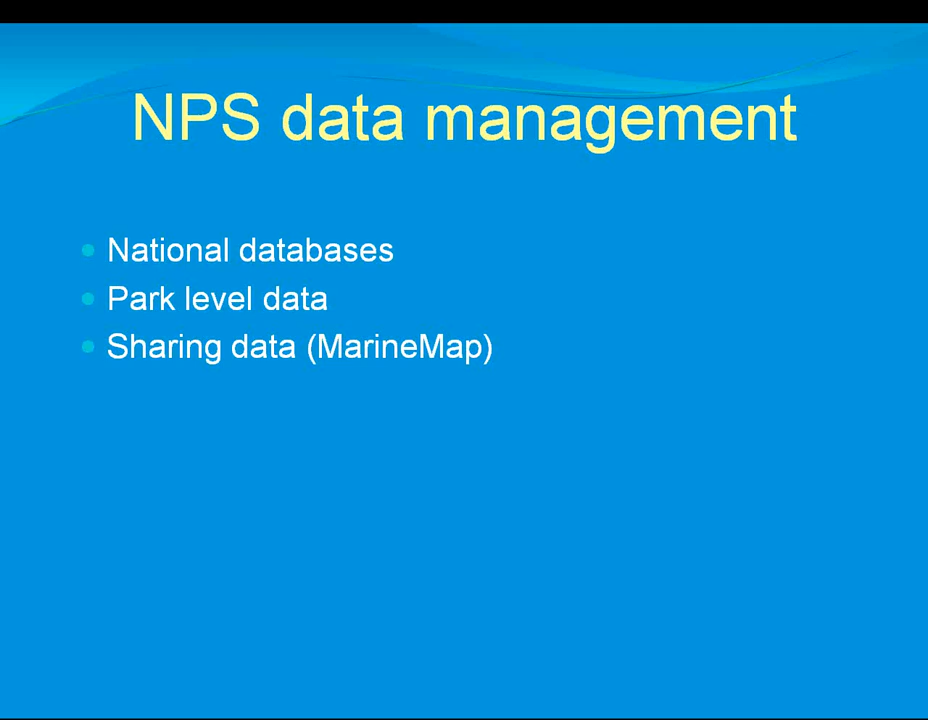 NPS data management
National databases
Park level data
Sharing data (MarineMap)